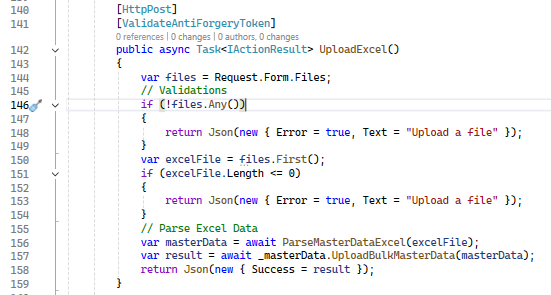 140 [HttpPost]
141 [ValidateAntiForgeryToken]
0 references | 0 changes | 0 authors, 0 changes
142 public async Task<IActionResult> UploadExcel()
143 {
144 var files = Request.Form.Files;
145 // Validations
146 if (!files.Any())
147 {
148 return Json(new { Error = true, Text = "Upload a file" });
149 }
150 var excelFile = files.First();
151 if (excelFile.Length <= 0)
152 {
153 return Json(new { Error = true, Text = "Upload a file" });
154 }
155 // Parse Excel Data
156 var masterData = await ParseMasterDataExcel(excelFile);
157 var result = await _masterData.UploadBulkMasterData(masterData);
158 return Json(new { Success = result });
159 }